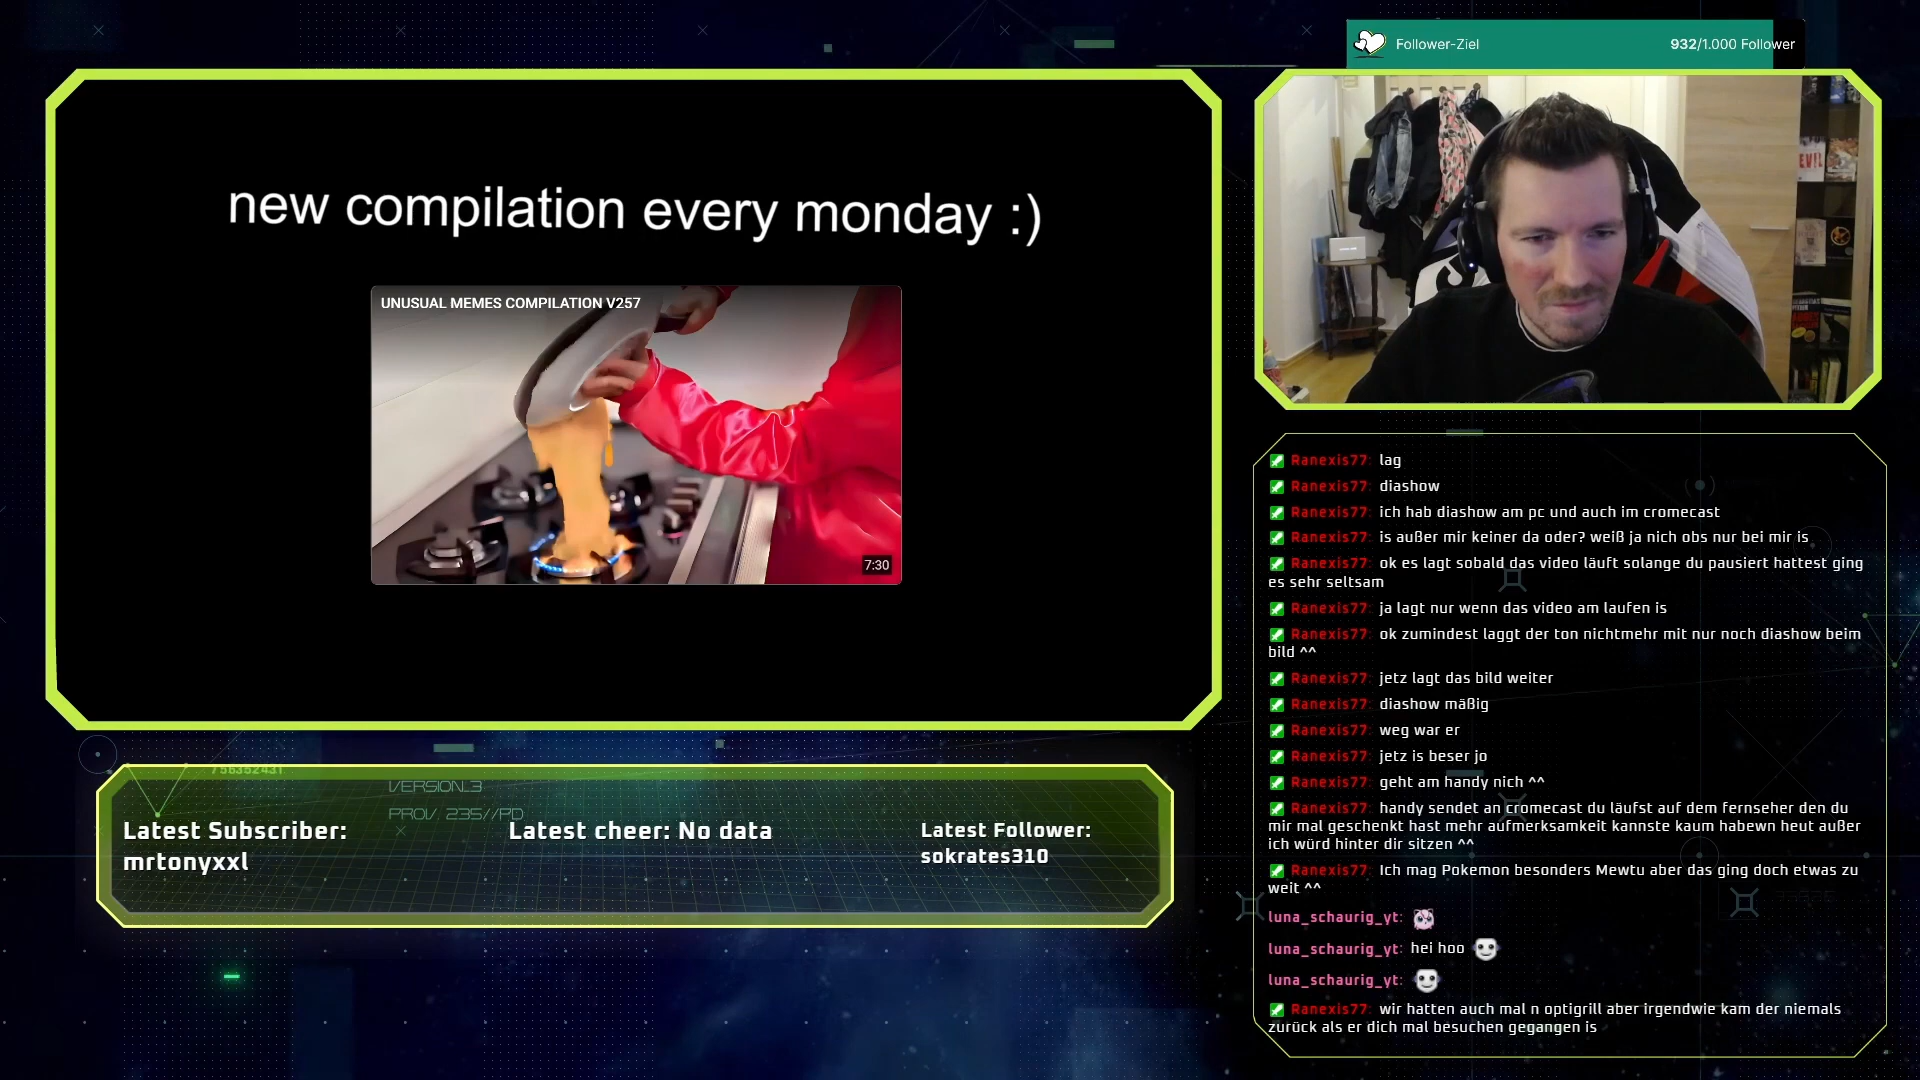 Follower-Ziel 932/1.000 Follower
new compilation every monday :)
UNUSUAL MEMES COMPILATION V257
7:30
EVIL
756352431
VERSION_3
PROV. 235//PD
Latest Subscriber:
mrtonyxxl
Latest cheer: No data
Latest Follower:
sokrates310
Ranexis77: lag
Ranexis77: diashow
Ranexis77: ich hab diashow am pc und auch im cromecast
Ranexis77: is außer mir keiner da oder? weiß ja nich obs nur bei mir is
Ranexis77: ok es lagt sobald das video läuft solange du pausiert hattest ging
es sehr seltsam
Ranexis77: ja lagt nur wenn das video am laufen is
Ranexis77: ok zumindest laggt der ton nichtmehr mit nur noch diashow beim
bild ^^
Ranexis77: jetz lagt das bild weiter
Ranexis77: diashow mäßig
Ranexis77: weg war er
Ranexis77: jetz is beser jo
Ranexis77: geht am handy nich ^^
Ranexis77: handy sendet an cromecast du läufst auf dem fernseher den du
mir mal geschenkt hast mehr aufmerksamkeit kannste kaum habewn heut außer
ich würd hinter dir sitzen ^^
Ranexis77: Ich mag Pokemon besonders Mewtu aber das ging doch etwas zu
weit ^^
luna_schaurig_yt:
luna_schaurig_yt: hei hoo
luna_schaurig_yt:
Ranexis77: wir hatten auch mal n optigrill aber irgendwie kam der niemals
zurück als er dich mal besuchen gegangen is